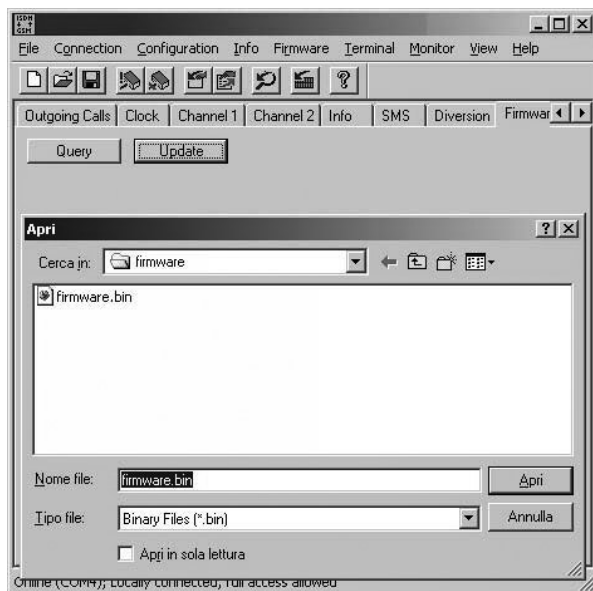 ISDN
GSM
File Connection Configuration Info Firmware Terminal Monitor View Help
Outgoing Calls Clock Channel 1 Channel 2 Info SMS Diversion Firmwar
Query Update
Apri
Cerca in: firmware
firmware.bin
Nome file: firmware.bin Apri
Tipo file: Binary Files (*.bin) Annulla
Apri in sola lettura
Online (COM4); Locally connected, full access allowed